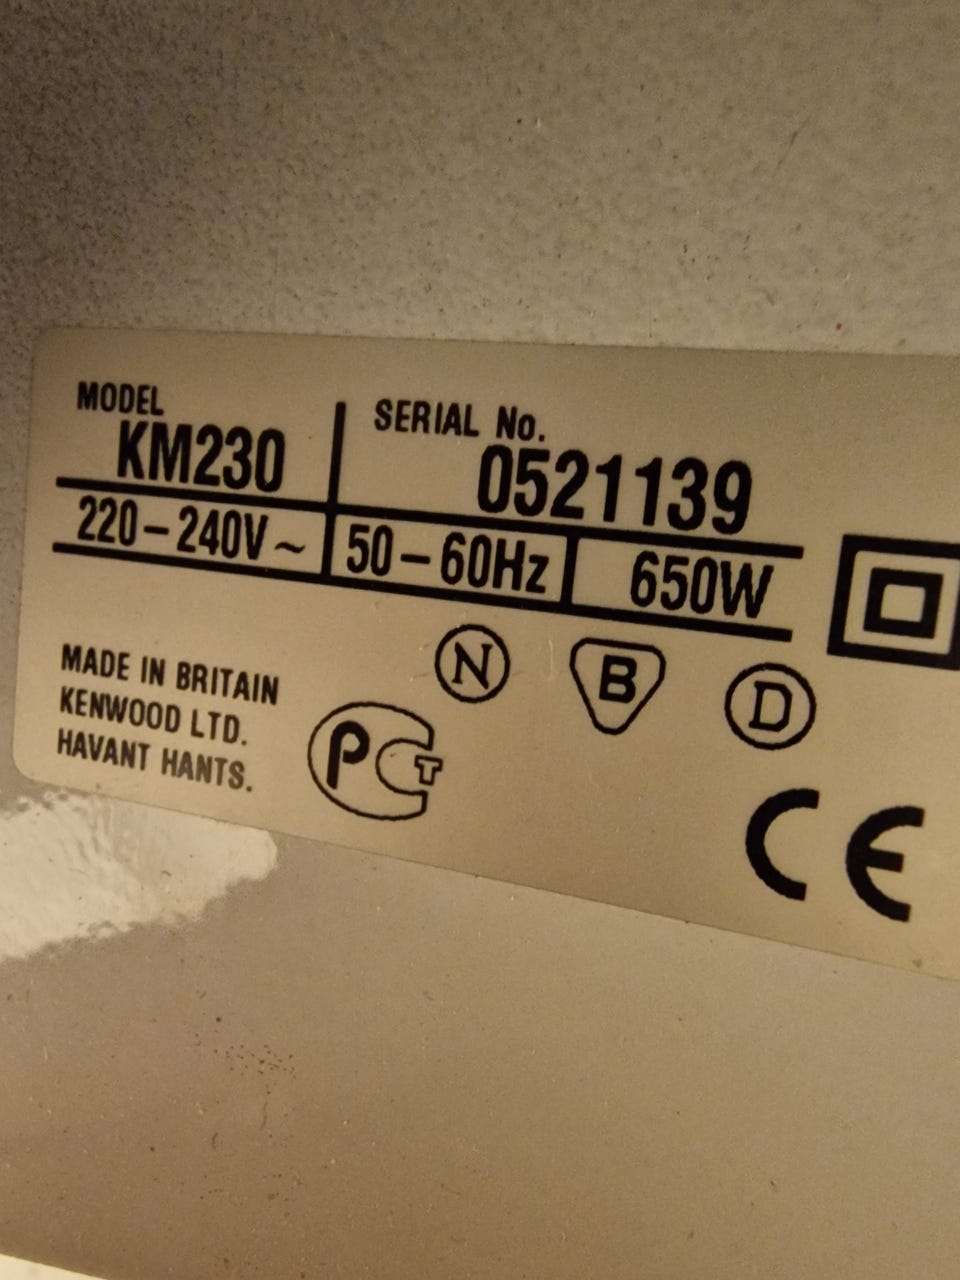 MODEL
KM230
SERIAL No.
0521139
220-240V~
50-60Hz
650W
MADE IN BRITAIN
KENWOOD LTD.
HAVANT HANTS.
N
B
D
PCT
CE